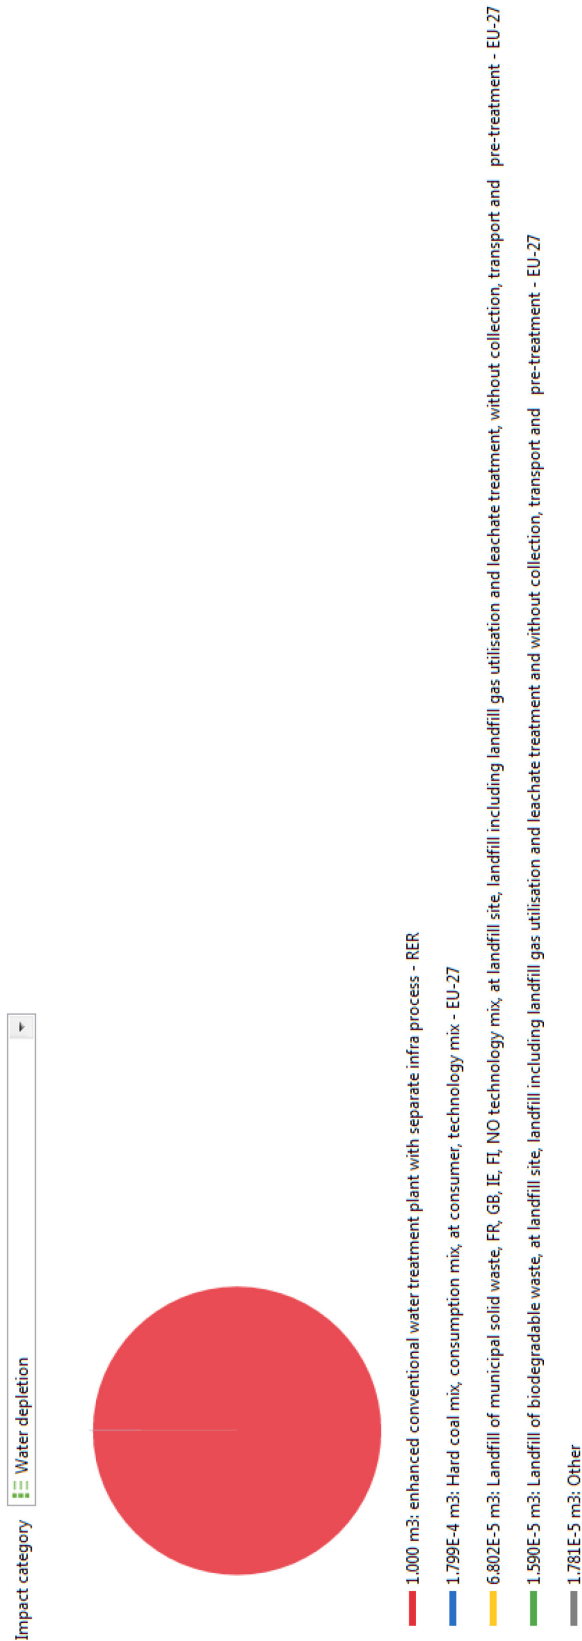 Impact category Water depletion
1.000 m3: enhanced conventional water treatment plant with separate infra process - RER
1.799E-4 m3: Hard coal mix, consumption mix, at consumer, technology mix - EU-27
6.802E-5 m3: Landfill of municipal solid waste, FR, GB, IE, FI, NO technology mix, at landfill site, landfill including landfill gas utilisation and leachate treatment, without collection, transport and pre-treatment - EU-27
1.590E-5 m3: Landfill of biodegradable waste, at landfill site, landfill including landfill gas utilisation and leachate treatment and without collection, transport and pre-treatment - EU-27
1.781E-5 m3: Other